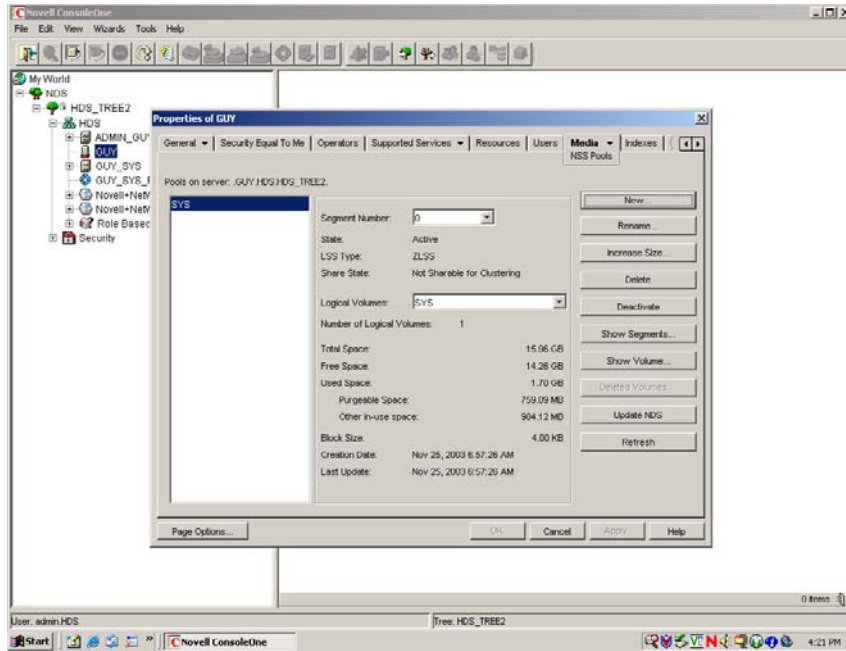 Novell ConsoleOne
File Edit View Wizards Tools Help
My World
NDS
HDS_TREE2
HDS
ADMIN_GU
GUY
GUY_SYS
GUY_SYS_
Novell+Net
Novell+Net
Role Based
Security
Properties of GUY
General Security Equal To Me Operators Supported Services Resources Users Media Indexes
NSS Pools
Pools on server: .GUY.HDS.HDS_TREE2.
SYS
Segment Number: 0
State: Active
LSS Type: ZLSS
Share State: Not Sharable for Clustering
Logical Volumes: SYS
Number of Logical Volumes: 1
Total Space: 15.96 GB
Free Space: 14.26 GB
Used Space: 1.70 GB
Purgeable Space: 759.09 MB
Other in-use space: 904.12 MB
Block Size: 4.00 KB
Creation Date: Nov 25, 2003 6:57:26 AM
Last Update: Nov 25, 2003 6:57:26 AM
New...
Rename...
Increase Size...
Delete
Deactivate
Show Segments...
Show Volume...
Deleted Volumes...
Update NDS
Refresh
Page Options...
OK
Cancel
Apply
Help
0 items
User: admin.HDS
Tree: HDS_TREE2
Start
Novell ConsoleOne
4:21 PM